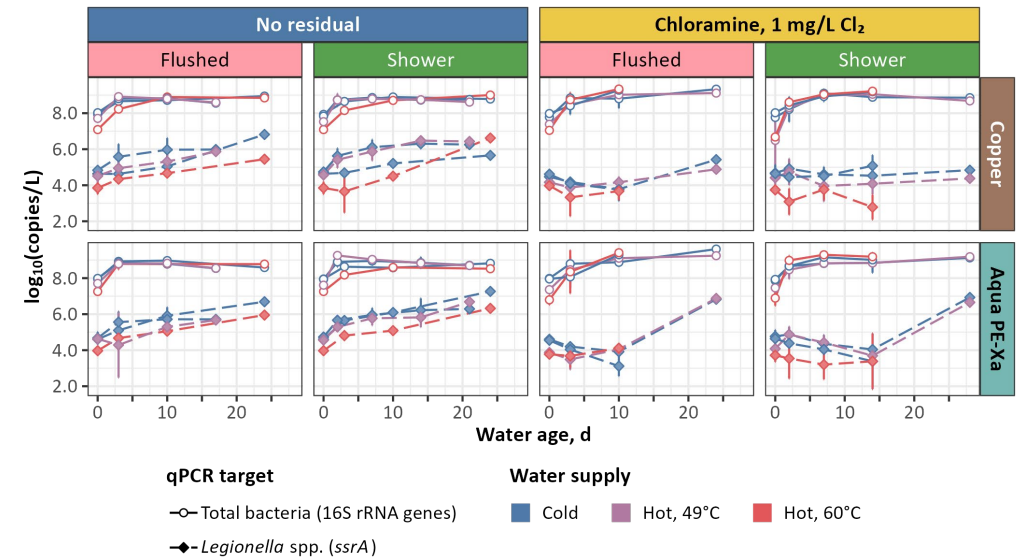 No residual
Chloramine, 1 mg/L Cl₂
Flushed
Shower
Flushed
Shower
8.0
6.0
4.0
2.0
Copper
log₁₀(copies/L)
8.0
6.0
4.0
2.0
Aqua PE-Xa
0 10 20 0 10 20 0 10 20 0 10 20
Water age, d
qPCR target
Total bacteria (16S rRNA genes)
Legionella spp. (ssrA)
Water supply
Cold
Hot, 49°C
Hot, 60°C